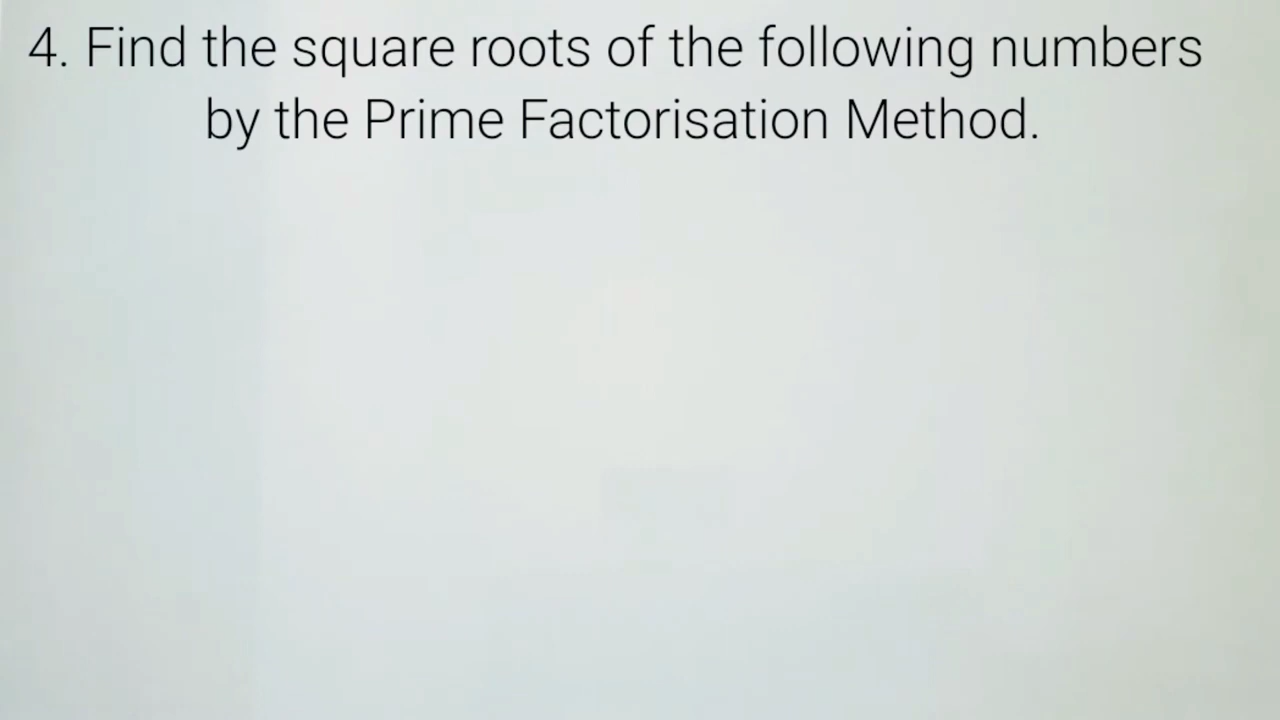 4. Find the square roots of the following numbers
by the Prime Factorisation Method.